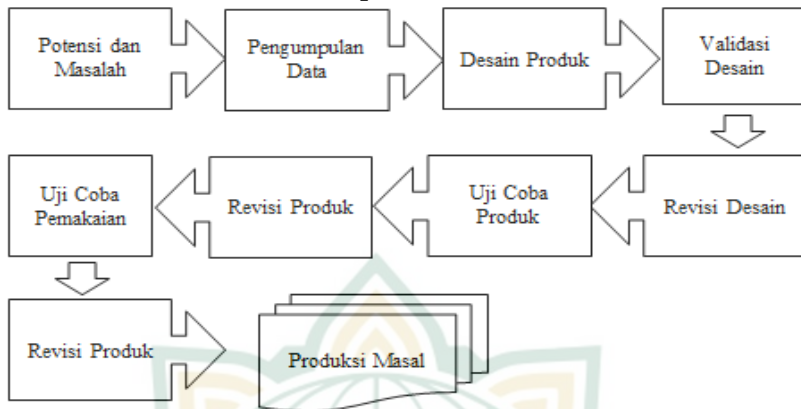 Potensi dan
Masalah
Pengumpulan
Data
Desain Produk
Validasi
Desain
Revisi Desain
Uji Coba
Produk
Revisi Produk
Uji Coba
Pemakaian
Revisi Produk
Produksi Masal